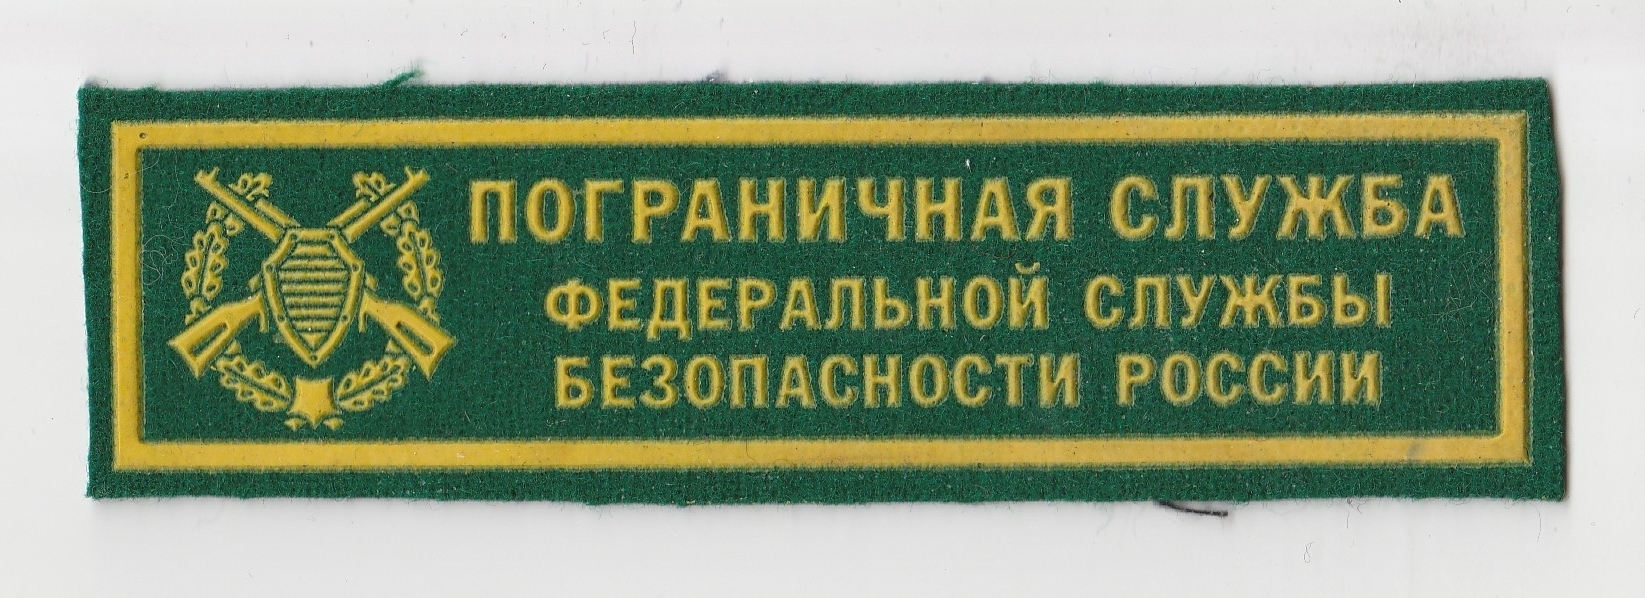 ПОГРАНИЧНАЯ СЛУЖБА
ФЕДЕРАЛЬНОЙ СЛУЖБЫ
БЕЗОПАСНОСТИ РОССИИ